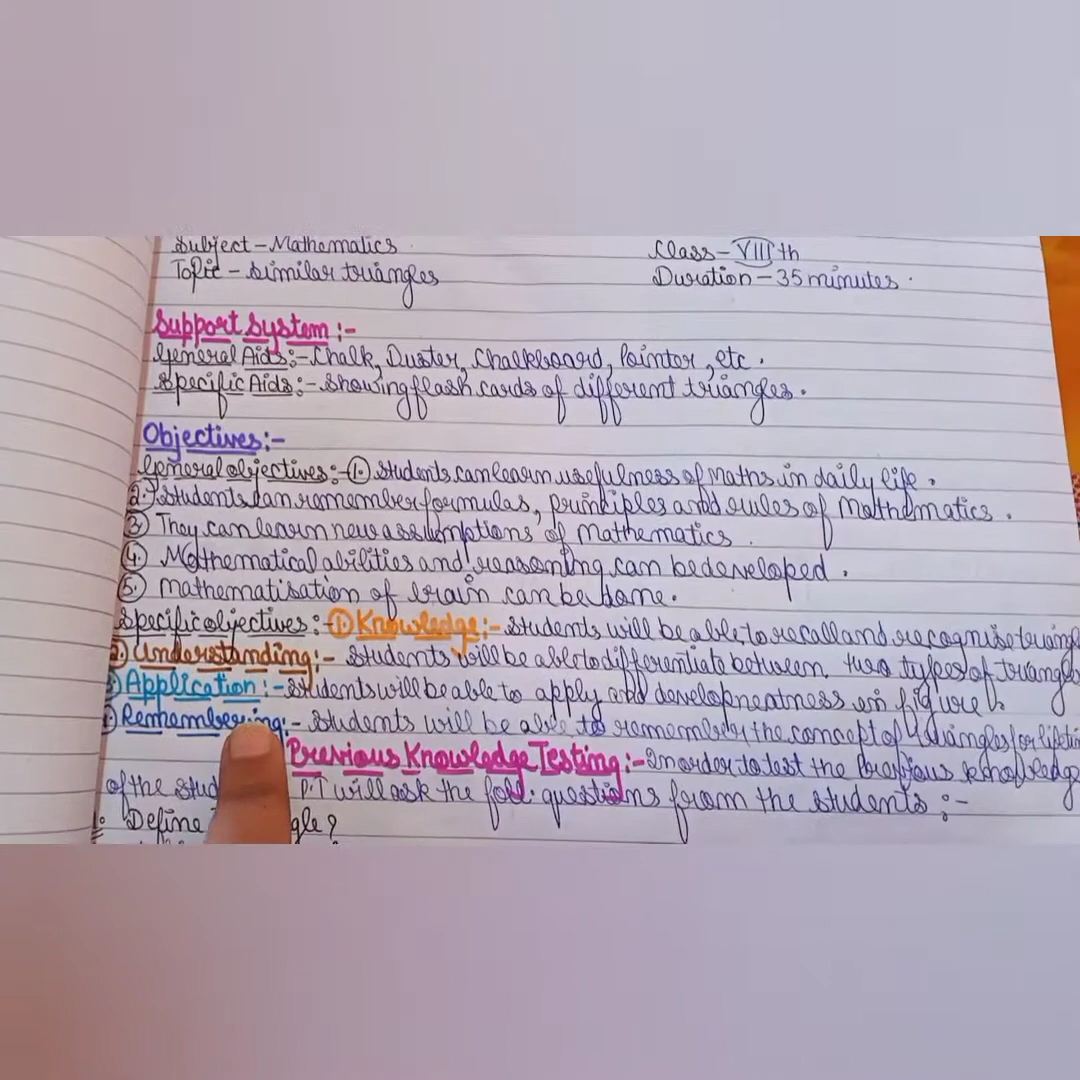 Subject - Mathematics
Class - VIII th
Topic - Similar triangles
Duration - 35 minutes.
Support System :-
General Aids :- Chalk, Duster, Chalkboard, Pointer, etc.
Specific Aids :- Showing flash cards of different triangles.
Objectives :-
General objectives :- 1. Students can learn usefulness of Maths in daily life.
2. Students can remember formulas, principles and rules of Mathematics.
3 They can learn new assumptions of Mathematics.
4. Mathematical abilities and reasoning can be developed.
5. Mathematisation of brain can be done.
Specific objectives :- 1 Knowledge :- Students will be able to recall and recognise triangl
2. Understanding :- Students will be able to differentiate between two types of triangle
3 Application :- Students will be able to apply and develop neatness in figure
Remembering :- Students will be able to remember the concept of triangles for lifetim
Previous Knowledge Testing :- In order to test the previous knowledge
of the stud P.T will ask the foll. questions from the students :-
Define gle?